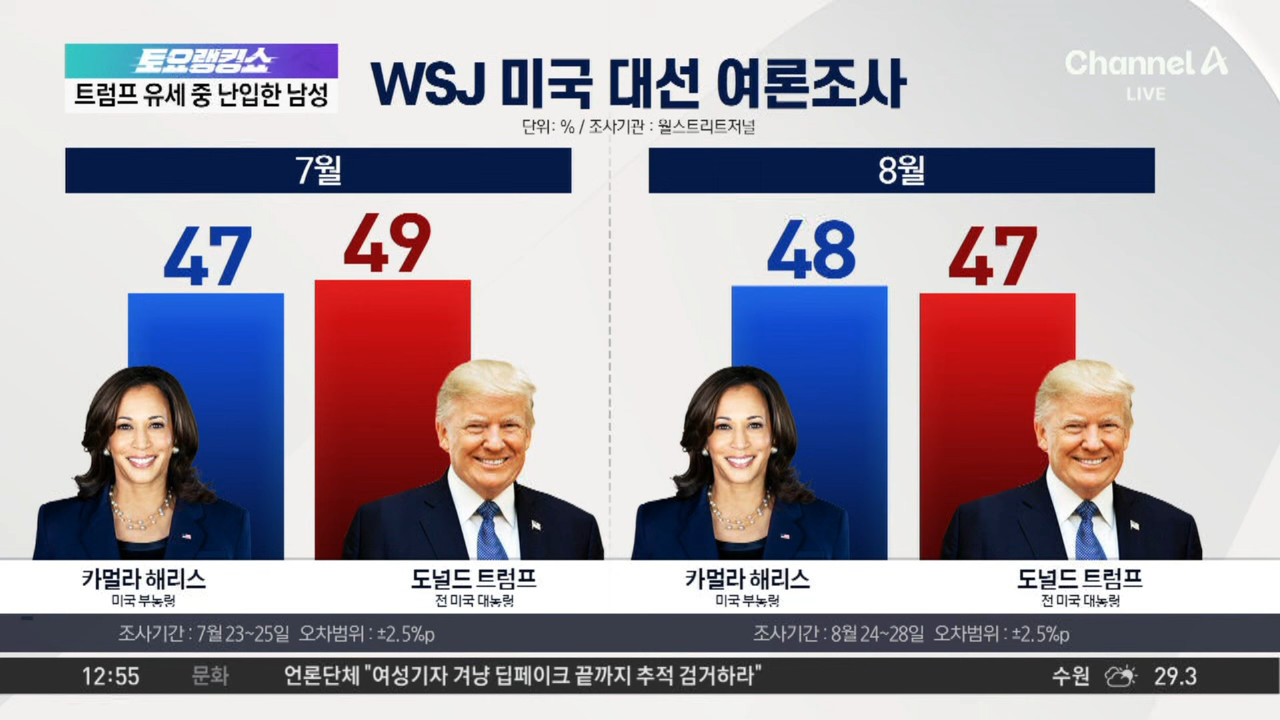 토요랭킹쇼
트럼프 유세 중 난입한 남성
WSJ 미국 대선 여론조사
단위: % / 조사기관 : 월스트리트저널
Channel A
LIVE
7월
8월
47
49
48
47
카멀라 해리스
도널드 트럼프
카멀라 해리스
도널드 트럼프
미국 부통령
전 미국 대통령
미국 부통령
전 미국 대통령
조사기간 : 7월 23~25일 오차범위 : ±2.5%p
조사기간 : 8월 24~28일 오차범위 : ±2.5%p
12:55 문화 언론단체 "여성기자 겨냥 딥페이크 끝까지 추적 검거하라" 수원 29.3